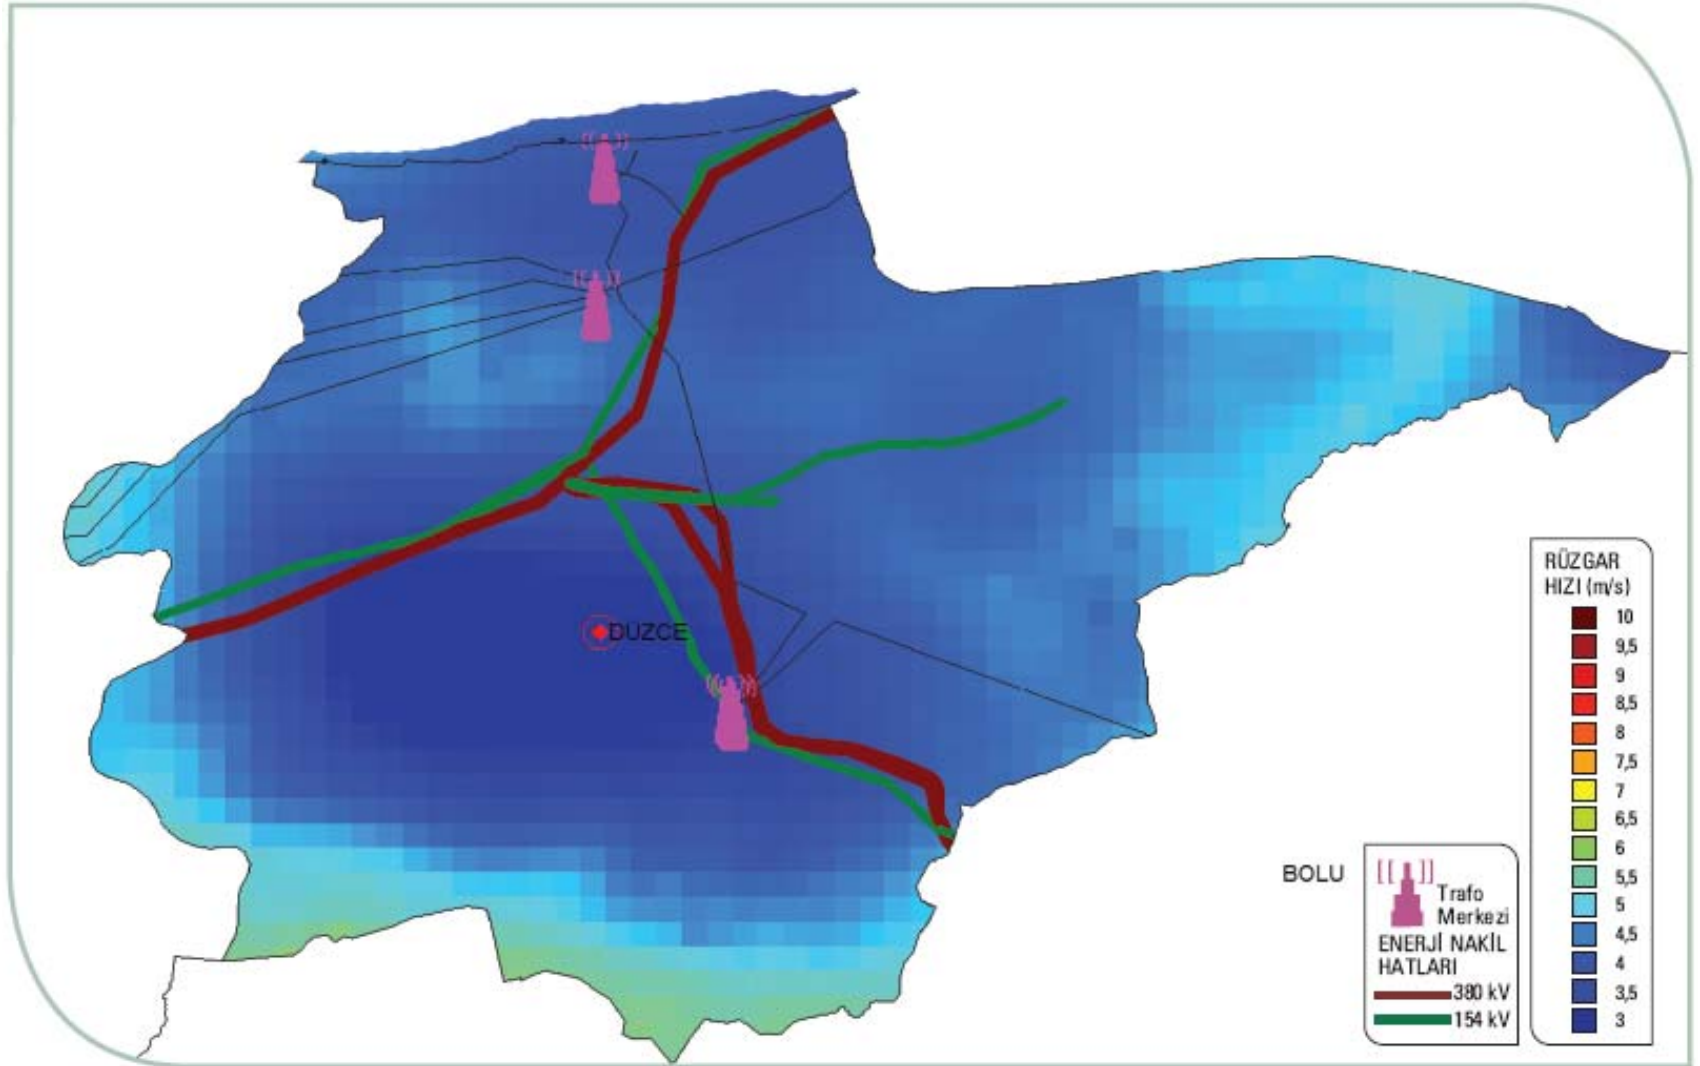 DÜZCE
BOLU
Trafo
Merkezi
ENERJİ NAKİL
HATLARI
380 kV
154 kV
RÜZGAR
HIZI (m/s)
10
9,5
9
8,5
8
7,5
7
6,5
6
5,5
5
4,5
4
3,5
3